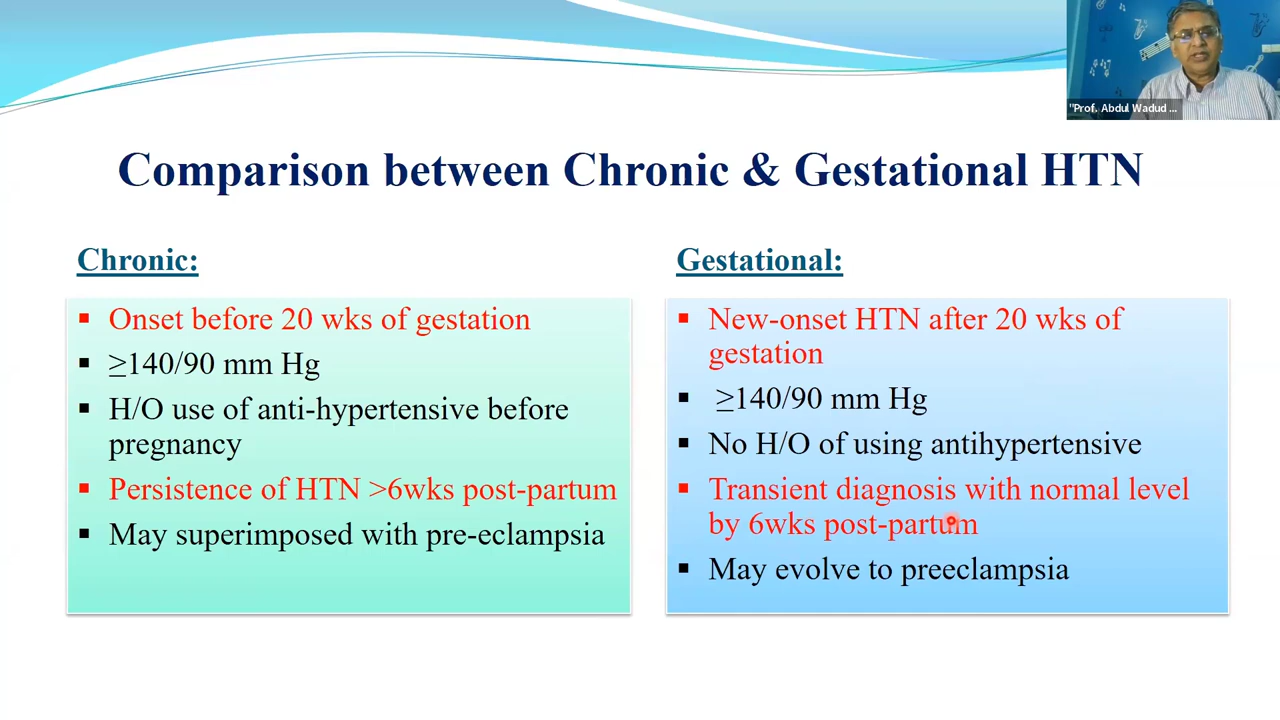 "Prof. Abdul Wadud ...
Comparison between Chronic & Gestational HTN
Chronic:
▪ Onset before 20 wks of gestation
▪ ≥140/90 mm Hg
▪ H/O use of anti-hypertensive before
pregnancy
▪ Persistence of HTN >6wks post-partum
▪ May superimposed with pre-eclampsia
Gestational:
▪ New-onset HTN after 20 wks of
gestation
▪ ≥140/90 mm Hg
▪ No H/O of using antihypertensive
▪ Transient diagnosis with normal level
by 6wks post-partum
▪ May evolve to preeclampsia